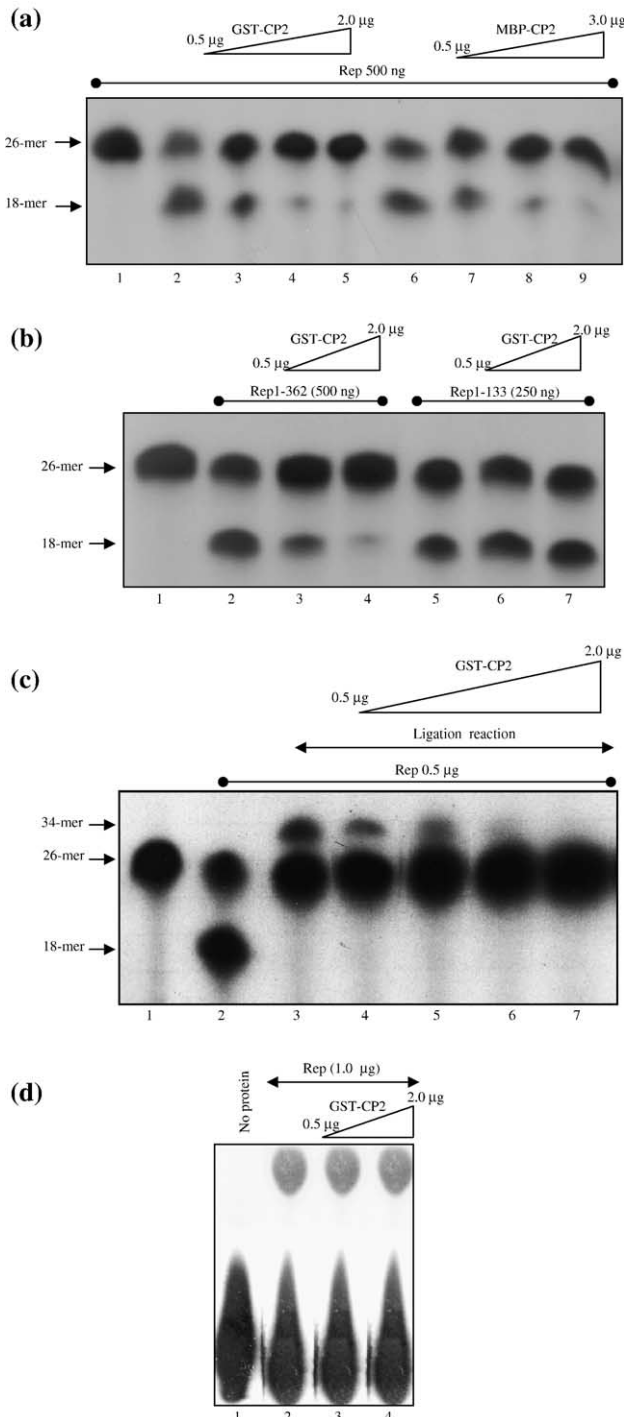 (a)
GST-CP2
0.5 µg
2.0 µg
MBP-CP2
0.5 µg
3.0 µg
Rep 500 ng
26-mer
18-mer
1 2 3 4 5 6 7 8 9
(b)
GST-CP2
0.5 µg
2.0 µg
GST-CP2
0.5 µg
2.0 µg
Rep1-362 (500 ng)
Rep1-133 (250 ng)
26-mer
18-mer
1 2 3 4 5 6 7
(c)
2.0 µg
GST-CP2
0.5 µg
Ligation reaction
Rep 0.5 µg
34-mer
26-mer
18-mer
1 2 3 4 5 6 7
(d)
No protein
Rep (1.0 µg)
2.0 µg
GST-CP2
0.5 µg
1 2 3 4